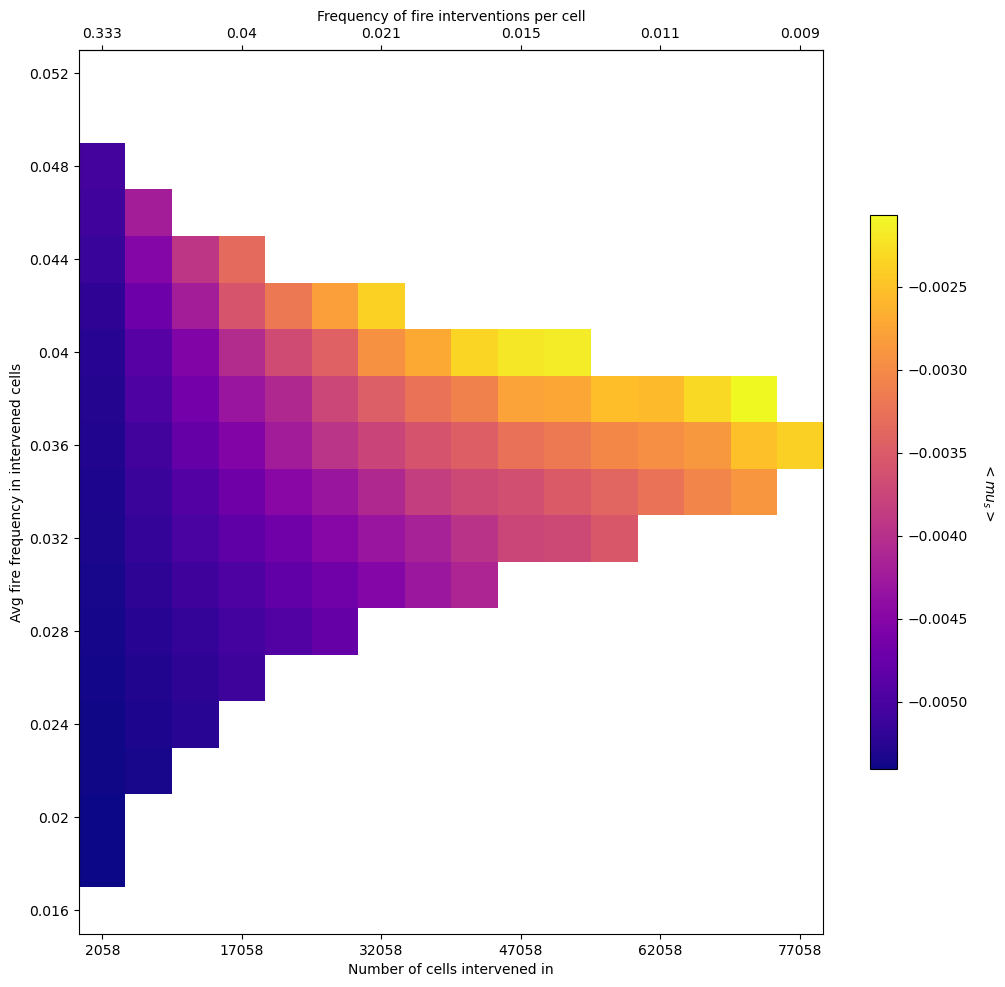 Frequency of fire interventions per cell
0.333 0.04 0.021 0.015 0.011 0.009
0.052
0.048
0.044
0.04
0.036
0.032
0.028
0.024
0.02
0.016
Avg fire frequency in intervened cells
2058 17058 32058 47058 62058 77058
Number of cells intervened in
−0.0025
−0.0030
−0.0035
−0.0040
−0.0045
−0.0050
< mu_s >